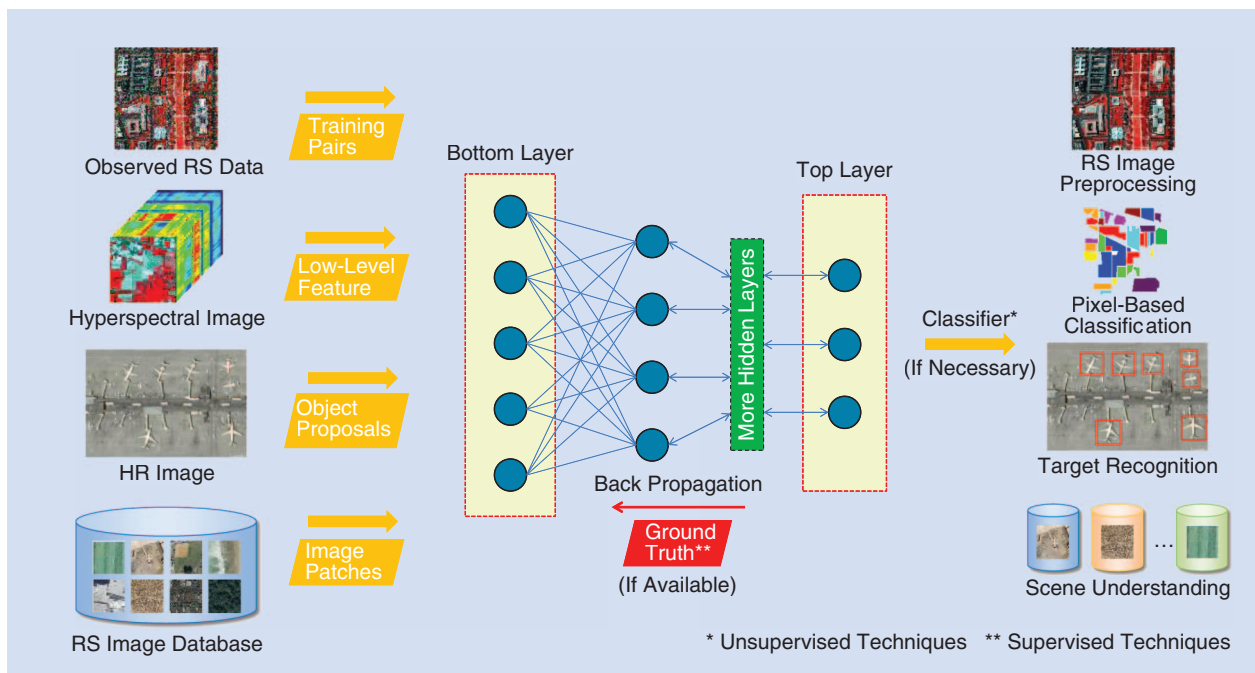 Observed RS Data
Training
Pairs
Hyperspectral Image
Low-Level
Feature
HR Image
Object
Proposals
RS Image Database
Image
Patches
Bottom Layer
More Hidden Layers
Top Layer
Back Propagation
Ground
Truth**
(If Available)
Classifier*
(If Necessary)
RS Image
Preprocessing
Pixel-Based
Classification
Target Recognition
...
Scene Understanding
* Unsupervised Techniques ** Supervised Techniques